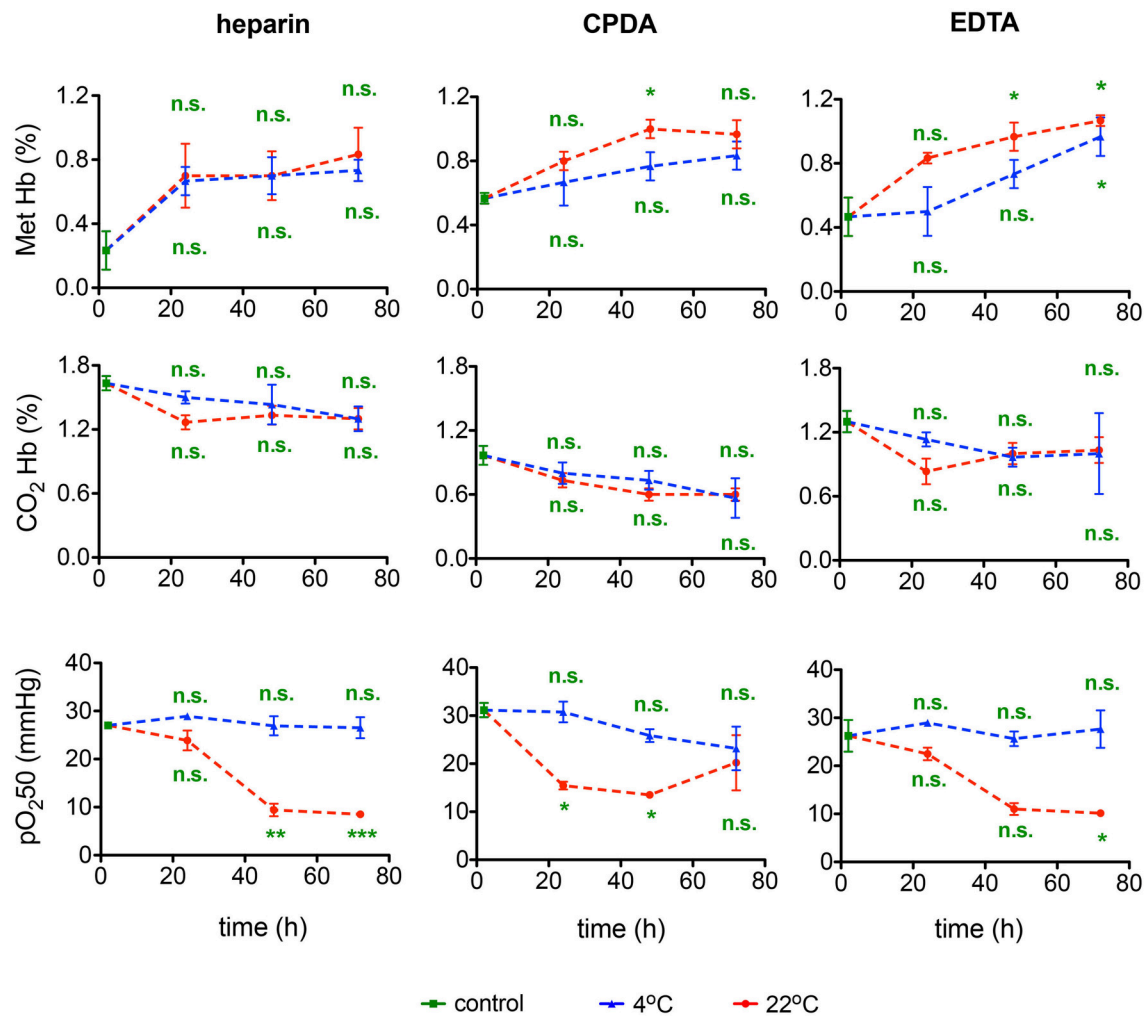 heparin CPDA EDTA
Met Hb (%)
1.2 n.s. n.s. n.s. 1.2 n.s. * n.s. 1.2 n.s. * *
0.8 0.8 0.8
0.4 n.s. n.s. n.s. 0.4 n.s. n.s. n.s. 0.4 n.s. n.s. *
0.0 0.0 0.0
0 20 40 60 80 0 20 40 60 80 0 20 40 60 80
CO2 Hb (%)
1.8 n.s. n.s. n.s. 1.8 n.s. n.s. n.s. 1.8 n.s. n.s. n.s.
1.2 n.s. n.s. n.s. 1.2 1.2
0.6 0.6 n.s. n.s. n.s. 0.6 n.s. n.s. n.s.
0.0 0.0 0.0
0 20 40 60 80 0 20 40 60 80 0 20 40 60 80
pO250 (mmHg)
40 n.s. n.s. n.s. 40 n.s. n.s. n.s. 40 n.s. n.s. n.s.
30 30 30
20 n.s. 20 20 n.s.
10 ** *** 10 * * n.s. 10 n.s. *
0 0 0
0 20 40 60 80 0 20 40 60 80 0 20 40 60 80
time (h) time (h) time (h)
control 4ºC 22ºC